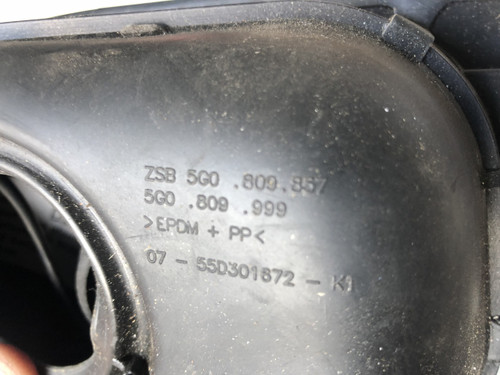 ZSB 5G0 .809.857
5G0 .809 .999
>EPDM + PP<
07 - 55D301872 - K1